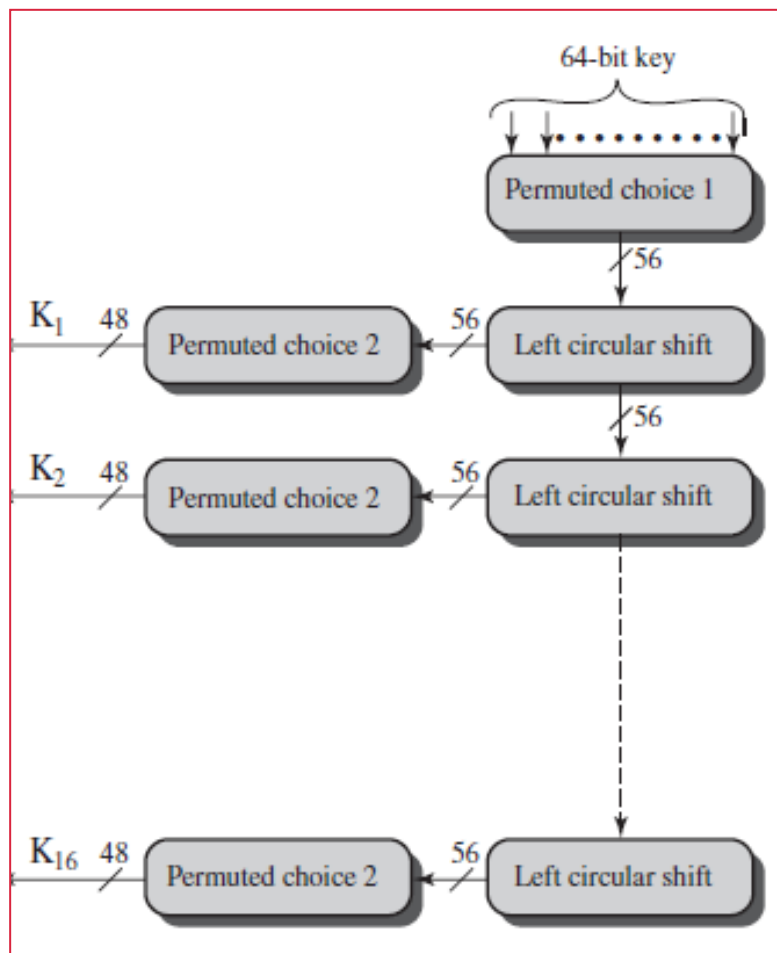 64-bit key
Permuted choice 1
56
K₁ 48 Permuted choice 2 56 Left circular shift
56
K₂ 48 Permuted choice 2 56 Left circular shift
K₁₆ 48 Permuted choice 2 56 Left circular shift